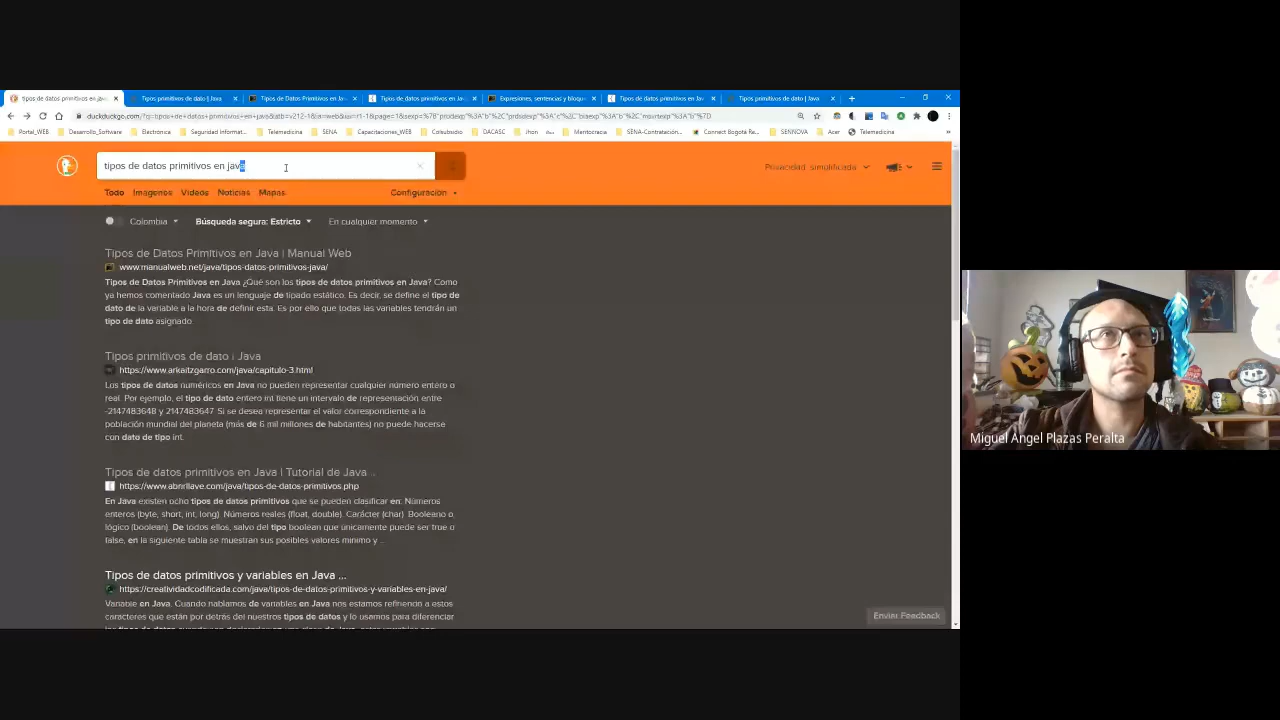 tipos de datos primitivos en java
Tipos primitivos de dato | Java
Tipos De Datos Primitivos en Jav
Tipos de datos primitivos en Jav
Expresiones, sentencias y bloque
Tipos de datos primitivos en Jav
Tipos primitivos de dato | Java
Portal_WEB
Desarrollo_Software
Electrónica
Seguridad Informat...
Telemedicina
SENA
Capacitaciones_WEB
Colsubsidio
DACASC
Jhon
Mantocracia
SENA-Contratación...
Connect Bogotá Re...
SENNOVA
Acer
Telemedicina
tipos de datos primitivos en java
Privacidad, simplificada
Todo Imágenes Vídeos Noticias Mapas Configuración
Colombia Búsqueda segura: Estricto En cualquier momento
Tipos de Datos Primitivos en Java | Manual Web
www.manualweb.net/java/tipos-datos-primitivos-java/
Tipos de Datos Primitivos en Java ¿Qué son los tipos de datos primitivos en Java? Como
ya hemos comentado Java es un lenguaje de tipado estático. Es decir, se define el tipo de
dato de la variable a la hora de definir esta. Es por ello que todas las variables tendrán un
tipo de dato asignado
Tipos primitivos de dato | Java
https://www.arkaitzgarro.com/java/capitulo-3.html
Los tipos de datos numéricos en Java no pueden representar cualquier número entero o
real. Por ejemplo, el tipo de dato entero int tiene un intervalo de representación entre
-2147483648 y 2147483647. Si se desea representar el valor correspondiente a la
población mundial del planeta (más de 6 mil millones de habitantes) no puede hacerse
con dato de tipo int.
Tipos de datos primitivos en Java | Tutorial de Java ...
https://www.abrirllave.com/java/tipos-de-datos-primitivos.php
En Java existen ocho tipos de datos primitivos que se pueden clasificar en: Números
enteros (byte, short, int, long). Números reales (float, double). Carácter (char). Booleano o
lógico (boolean). De todos ellos, salvo del tipo boolean que únicamente puede ser true o
false, en la siguiente tabla se muestran sus posibles valores mínimo y ...
Tipos de datos primitivos y variables en Java ...
https://creatividadcodificada.com/java/tipos-de-datos-primitivos-y-variables-en-java/
Variable en Java. Cuando hablamos de variables en Java nos estamos refiriendo a estos
caracteres que están por detrás del nuestros tipos de datos y lo usamos para diferenciar
Enviar Feedback
Miguel Angel Plazas Peralta